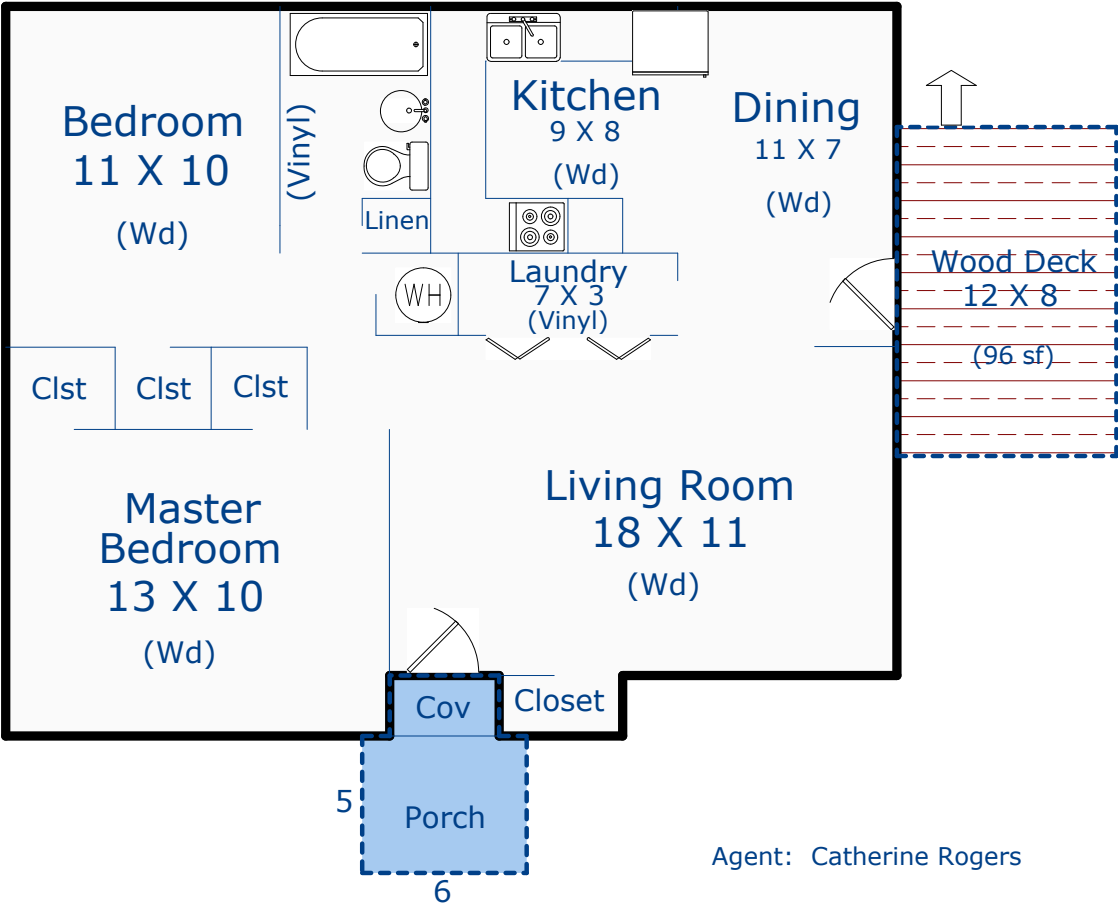 Bedroom
11 X 10
(Wd)
(Vinyl)
Linen
Kitchen
9 X 8
(Wd)
Dining
11 X 7
(Wd)
WH
Laundry
7 X 3
(Vinyl)
Wood Deck
12 X 8
(96 sf)
Clst
Clst
Clst
Master
Bedroom
13 X 10
(Wd)
Living Room
18 X 11
(Wd)
Cov
Closet
5
Porch
6
Agent: Catherine Rogers